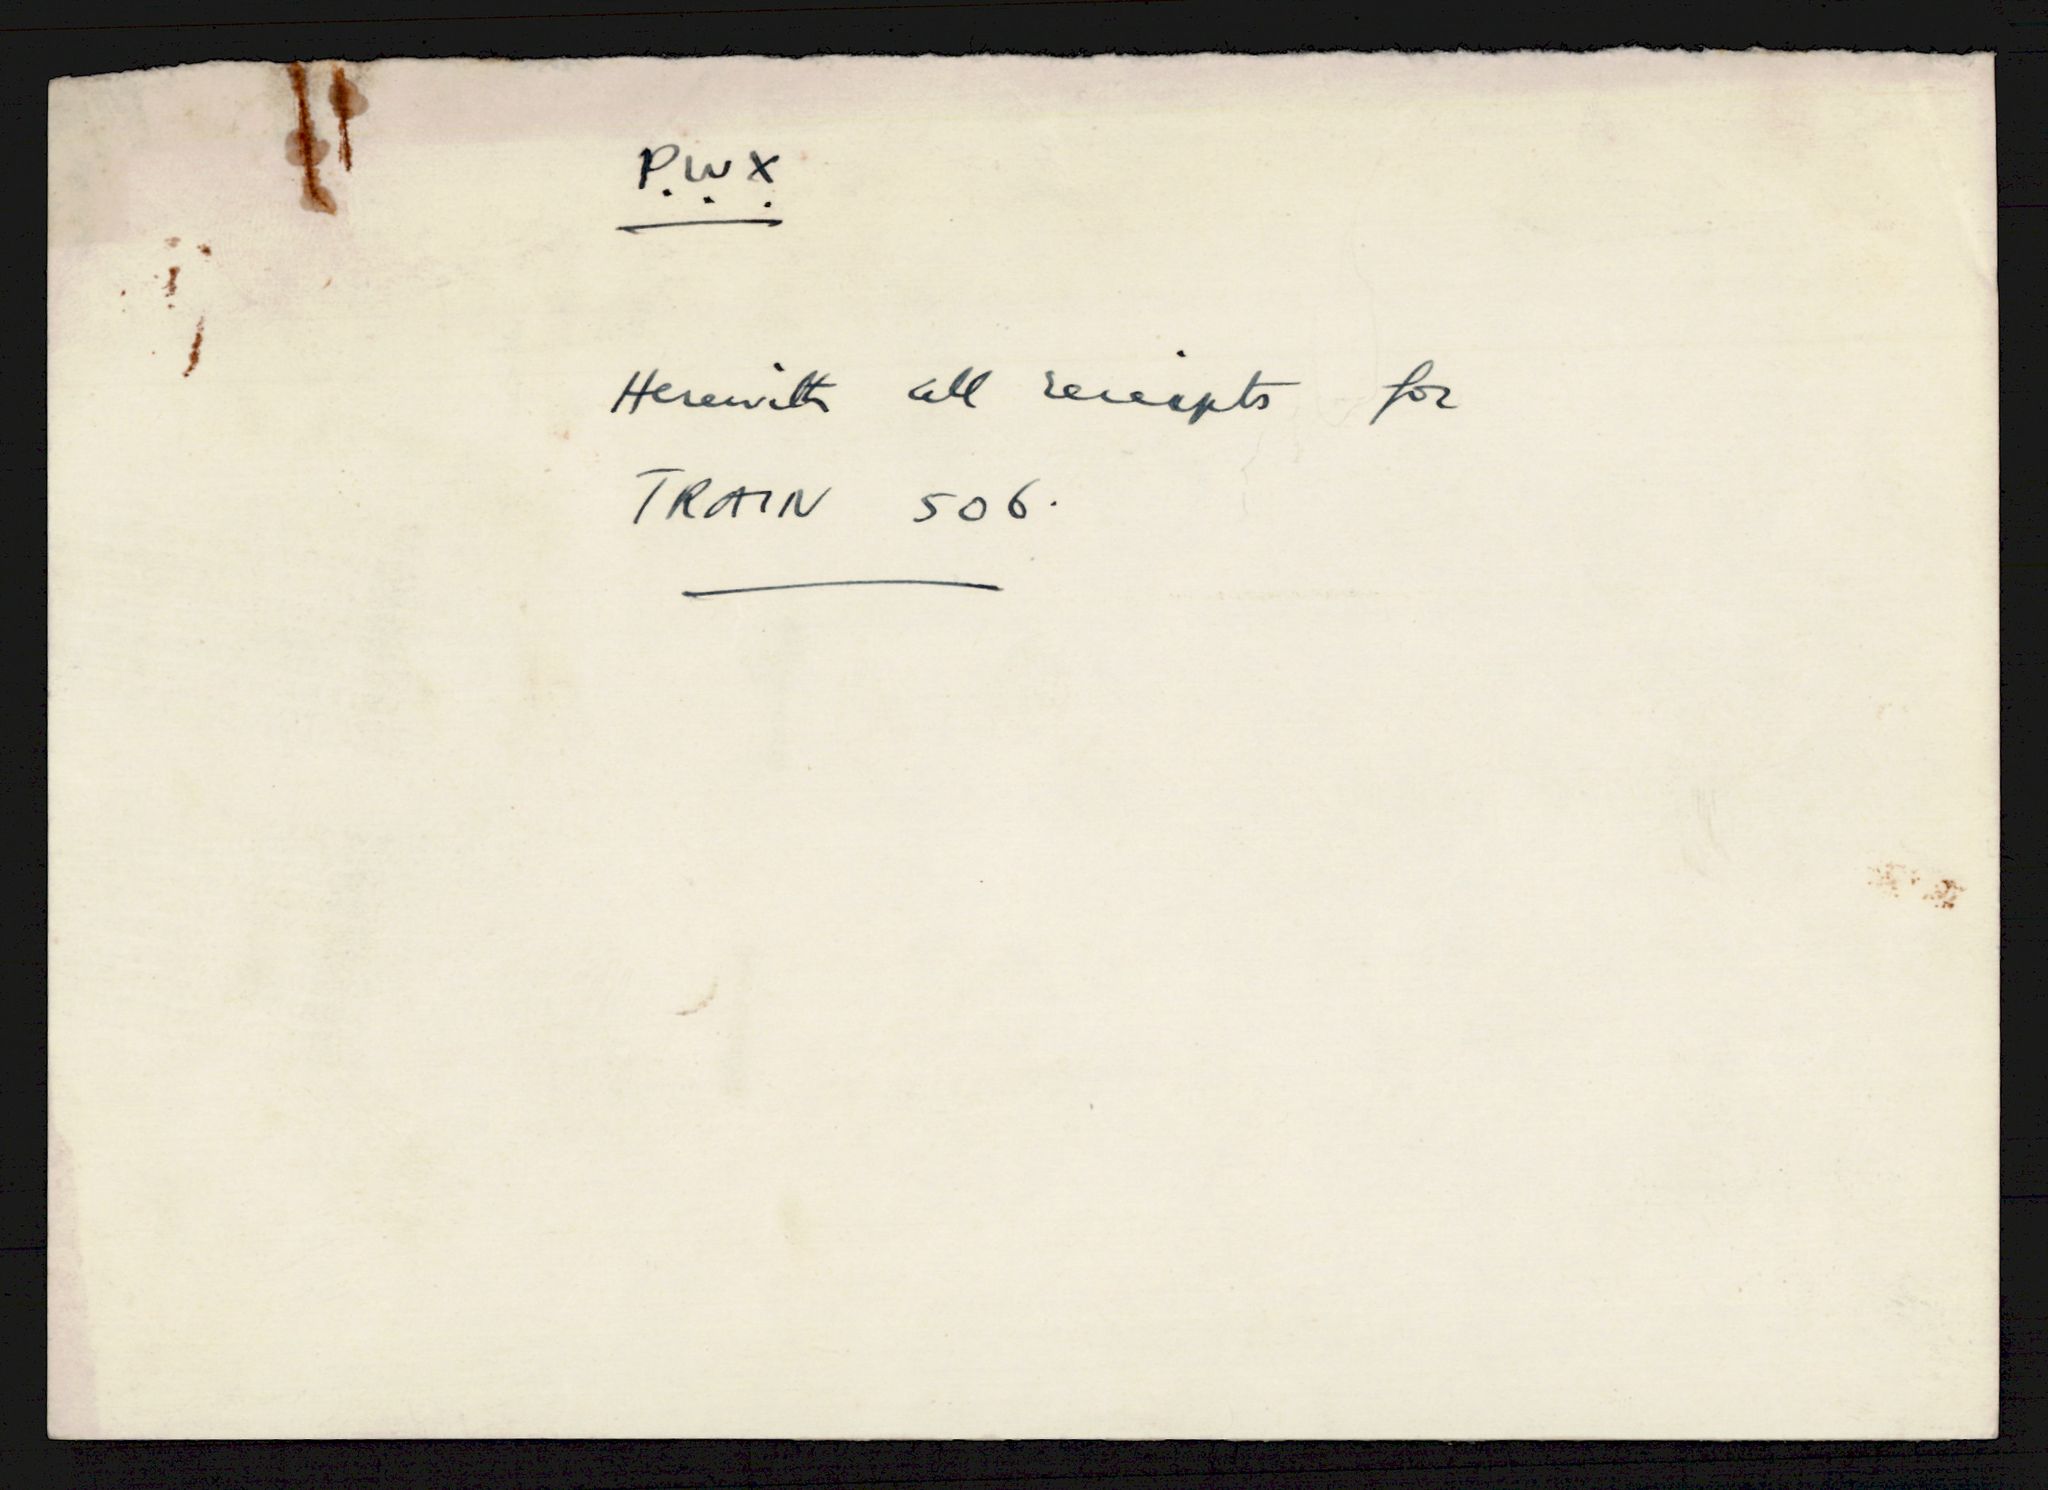 P.W.X.
Herewith all receipts for
TRAIN 506.